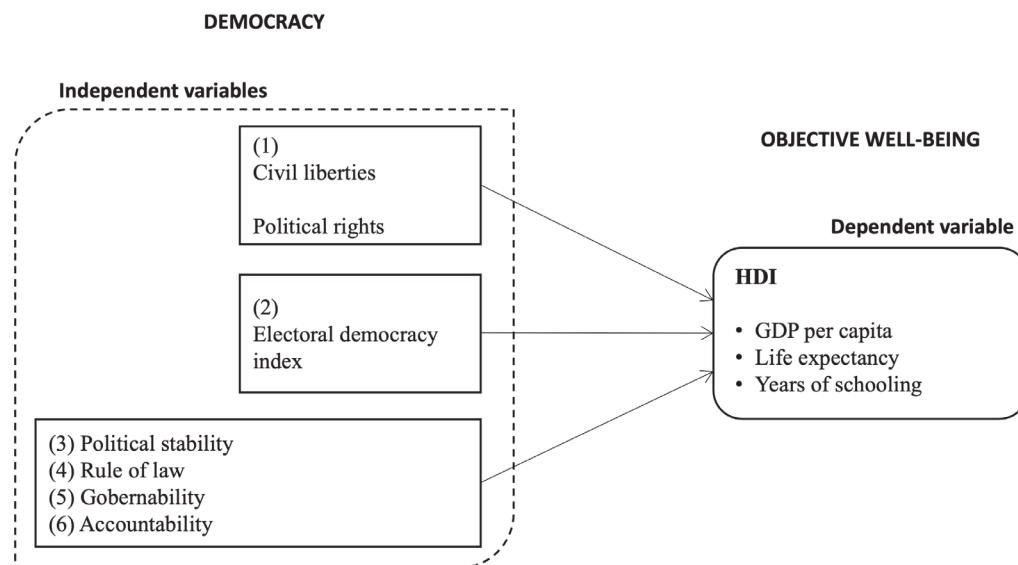 DEMOCRACY
Independent variables
(1)
Civil liberties
Political rights
(2)
Electoral democracy
index
(3) Political stability
(4) Rule of law
(5) Gobernability
(6) Accountability
OBJECTIVE WELL-BEING
Dependent variable
HDI
• GDP per capita
• Life expectancy
• Years of schooling